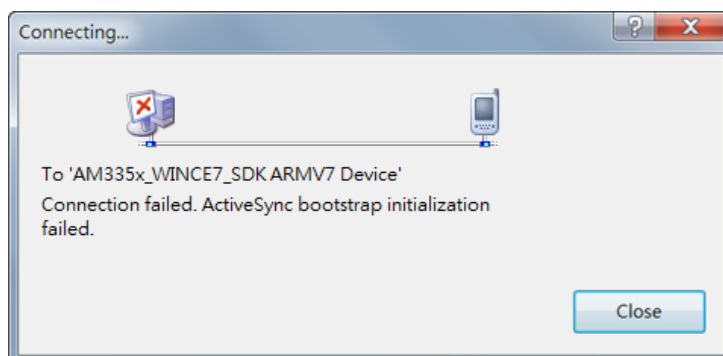 Connecting...
To 'AM335x_WINCE7_SDK ARMV7 Device'
Connection failed. ActiveSync bootstrap initialization
failed.
Close